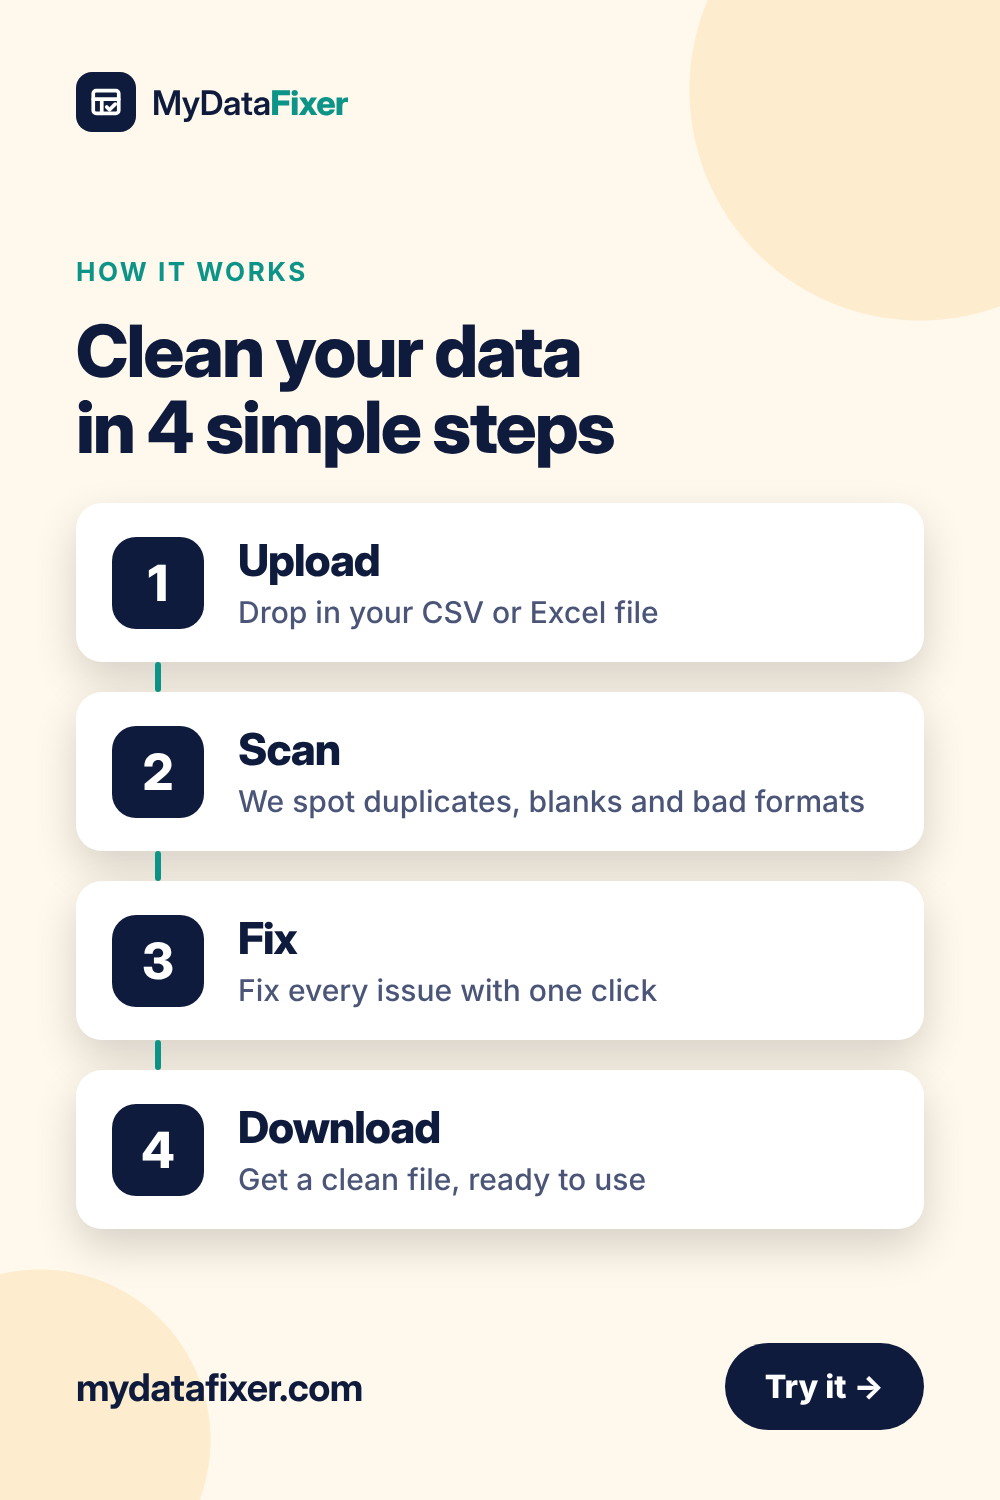 MyDataFixer
HOW IT WORKS
Clean your data
in 4 simple steps
1
Upload
Drop in your CSV or Excel file
2
Scan
We spot duplicates, blanks and bad formats
3
Fix
Fix every issue with one click
4
Download
Get a clean file, ready to use
mydatafixer.com
Try it →